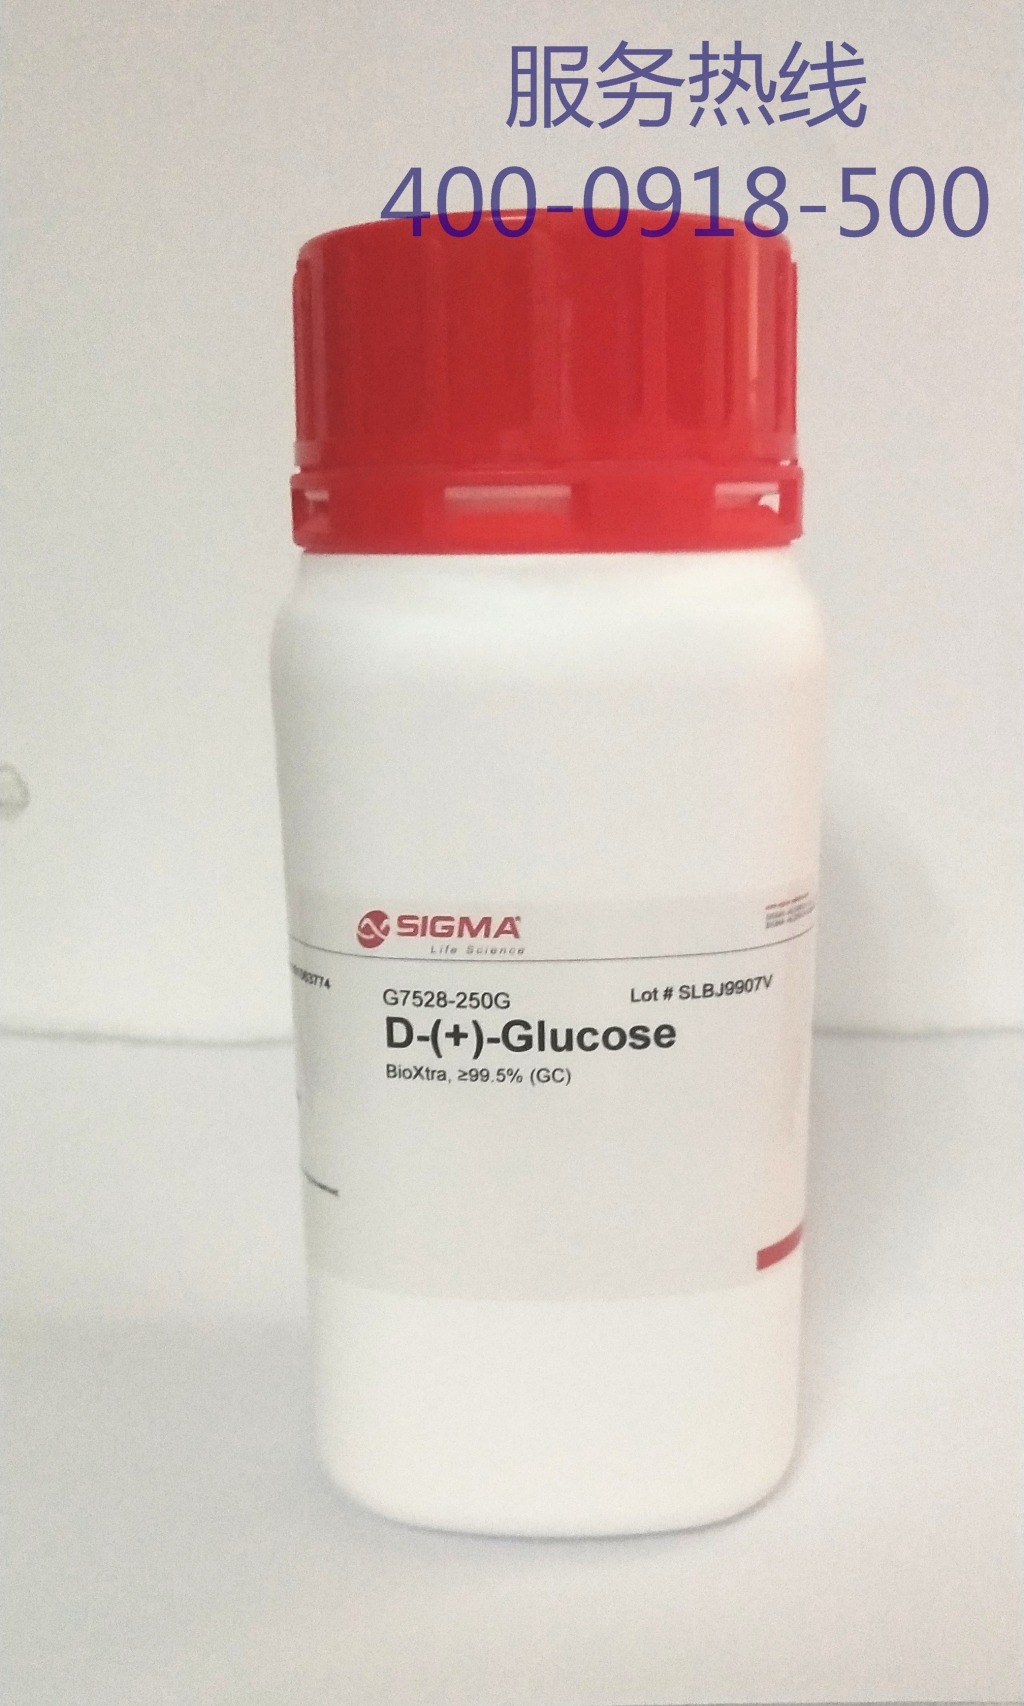 服务热线
400-0918-500
SIGMA®
Life Science
G7528-250G
Lot # SLBJ9907V
D-(+)-Glucose
BioXtra, ≥99.5% (GC)